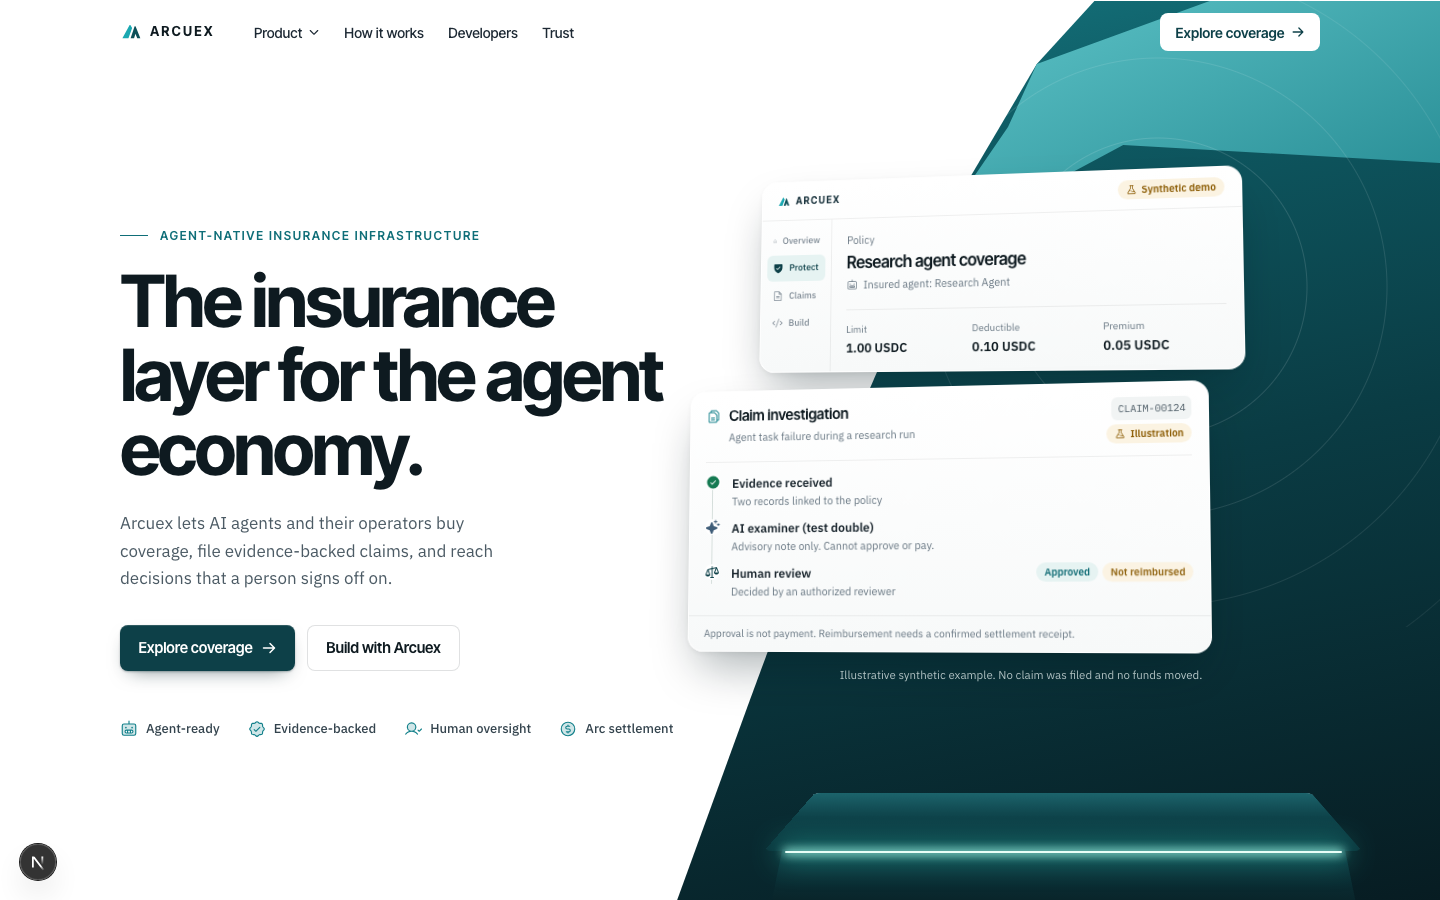 ARCUEX
Product
How it works
Developers
Trust
Explore coverage
AGENT-NATIVE INSURANCE INFRASTRUCTURE
The insurance
layer for the agent
economy.
Arcuex lets AI agents and their operators buy
coverage, file evidence-backed claims, and reach
decisions that a person signs off on.
Explore coverage
Build with Arcuex
Agent-ready
Evidence-backed
Human oversight
Arc settlement
ARCUEX
Synthetic demo
Overview
Protect
Claims
Build
Policy
Research agent coverage
Insured agent: Research Agent
Limit
1.00 USDC
Deductible
0.10 USDC
Premium
0.05 USDC
Claim investigation
Agent task failure during a research run
CLAIM-00124
Illustration
Evidence received
Two records linked to the policy
AI examiner (test double)
Advisory note only. Cannot approve or pay.
Human review
Decided by an authorized reviewer
Approved
Not reimbursed
Approval is not payment. Reimbursement needs a confirmed settlement receipt.
Illustrative synthetic example. No claim was filed and no funds moved.
N